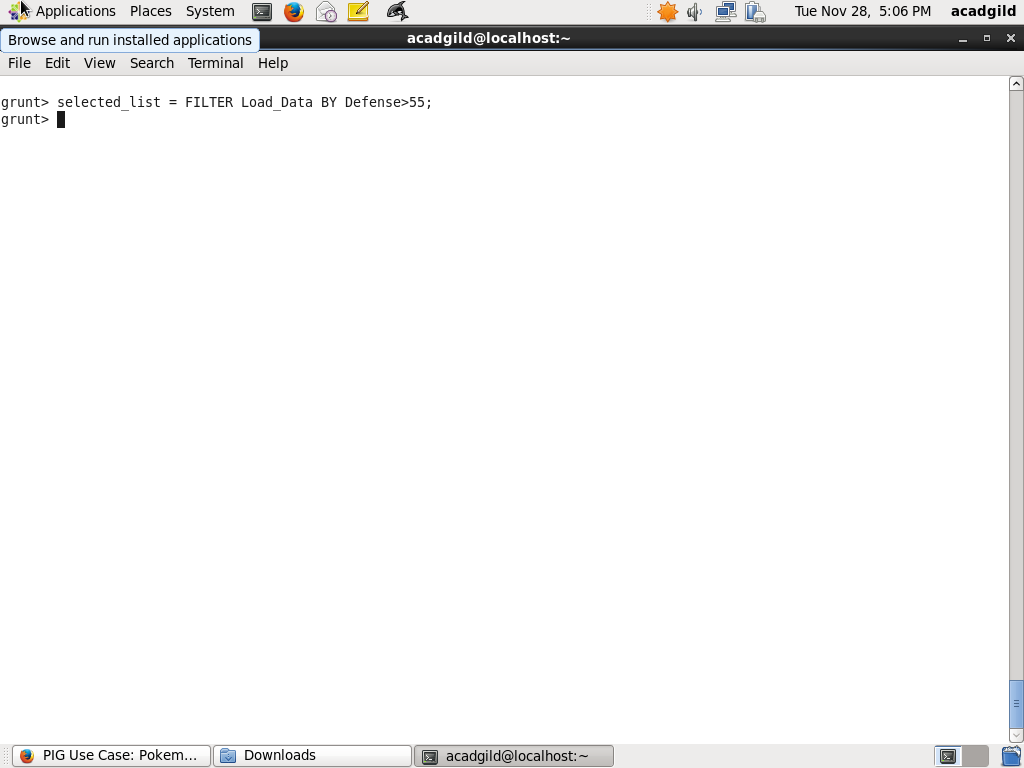 Applications Places System Tue Nov 28, 5:06 PM acadgild
Browse and run installed applications
acadgild@localhost:~
File Edit View Search Terminal Help
grunt> selected_list = FILTER Load_Data BY Defense>55;
grunt>
PIG Use Case: Pokem... Downloads acadgild@localhost:~